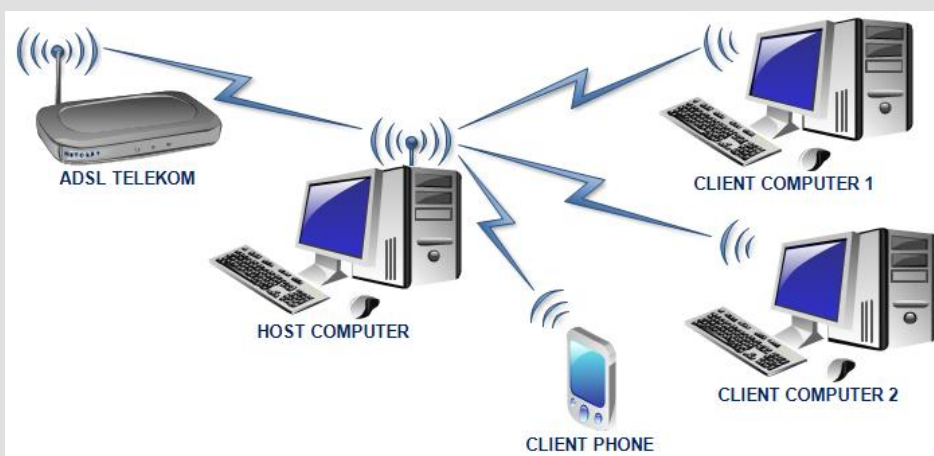 ADSL TELEKOM
CLIENT COMPUTER 1
HOST COMPUTER
CLIENT COMPUTER 2
CLIENT PHONE